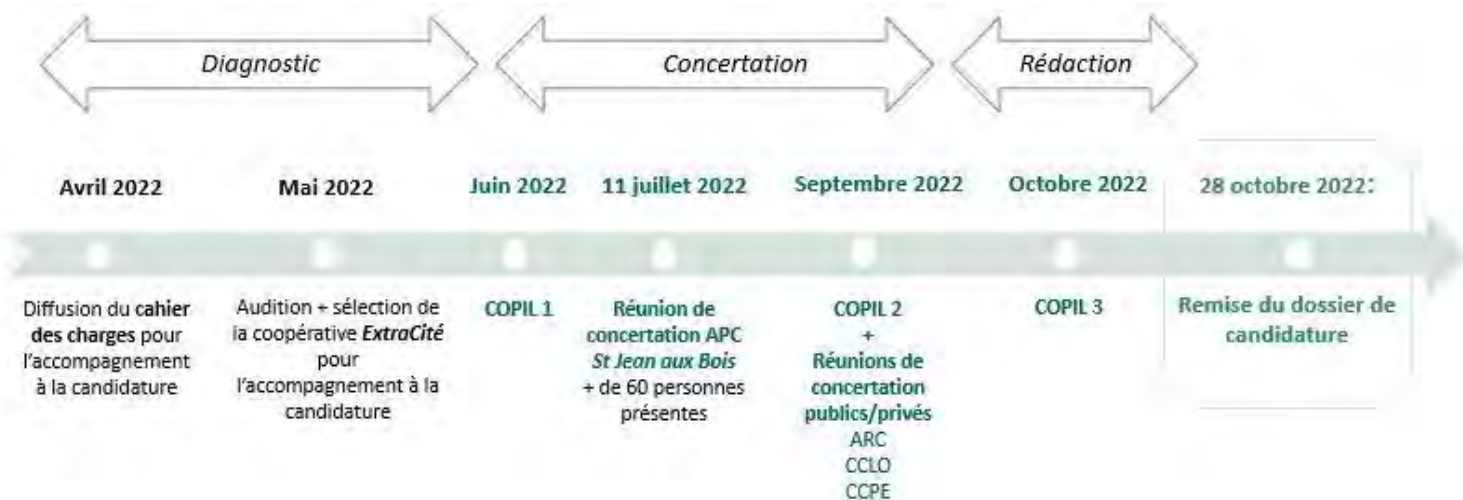 Diagnostic
Concertation
Rédaction
Avril 2022
Mai 2022
Juin 2022
11 juillet 2022
Septembre 2022
Octobre 2022
28 octobre 2022:
Diffusion du cahier
des charges pour
l'accompagnement
à la candidature
Audition + sélection de
la coopérative ExtraCité
pour
l'accompagnement à la
candidature
COPIL 1
Réunion de
concertation APC
St Jean aux Bois
+ de 60 personnes
présentes
COPIL 2
+
Réunions de
concertation
publics/privés
ARC
CCLO
CCPE
COPIL 3
Remise du dossier de
candidature